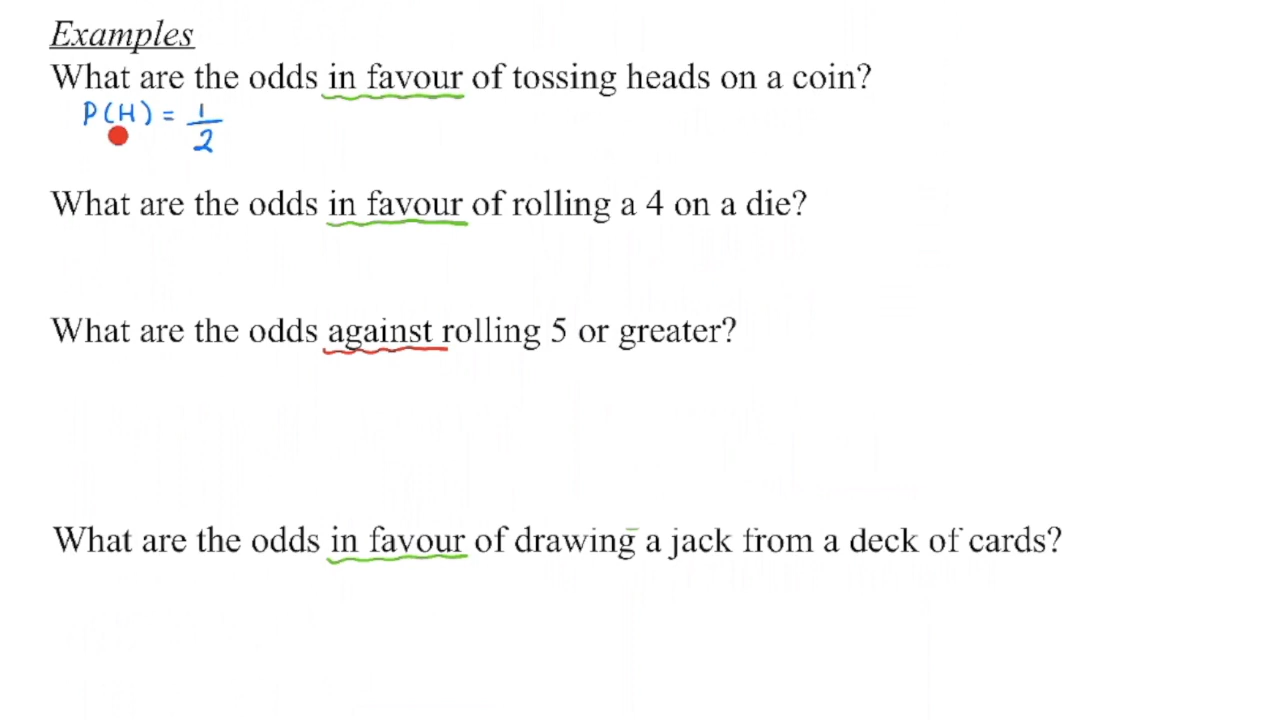 Examples
What are the odds in favour of tossing heads on a coin?
P(H) = 1/2
What are the odds in favour of rolling a 4 on a die?
What are the odds against rolling 5 or greater?
What are the odds in favour of drawing a jack from a deck of cards?